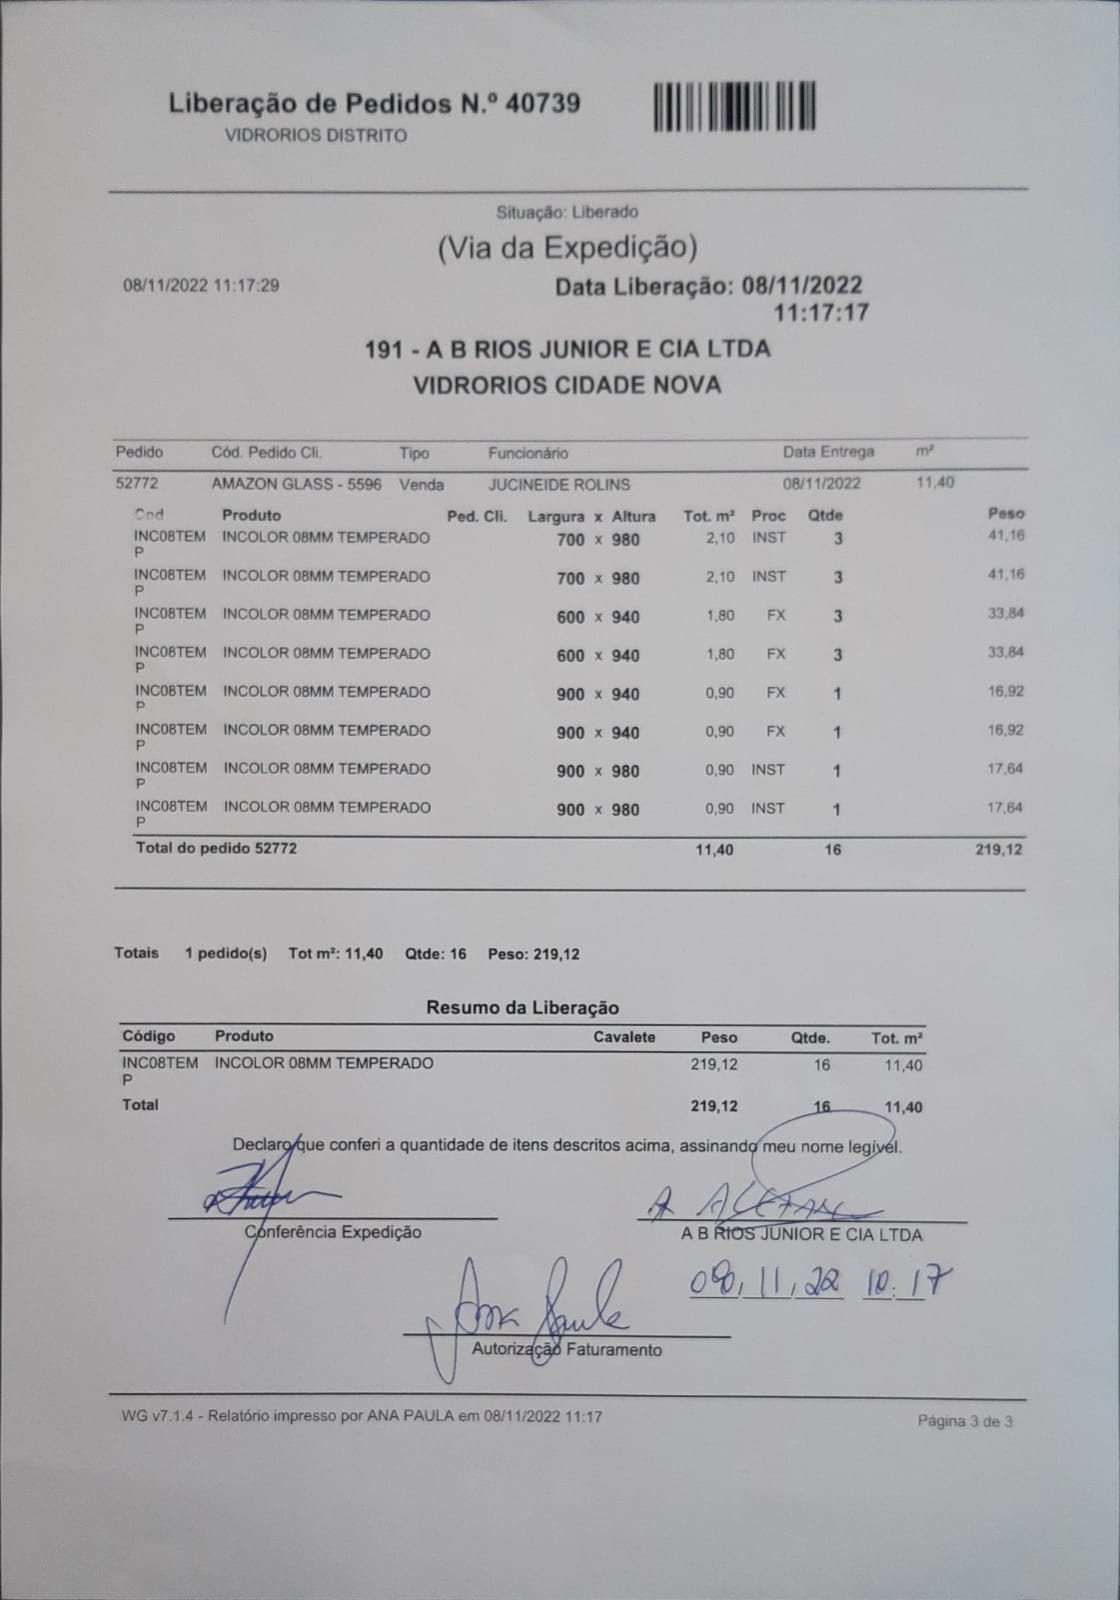 Liberação de Pedidos N.º 40739
VIDRORIOS DISTRITO
Situação: Liberado
(Via da Expedição)
08/11/2022 11:17:29 Data Liberação: 08/11/2022
11:17:17
191 - A B RIOS JUNIOR E CIA LTDA
VIDRORIOS CIDADE NOVA
Pedido Cód. Pedido Cli. Tipo Funcionário Data Entrega m²
52772 AMAZON GLASS - 5596 Venda JUCINEIDE ROLINS 08/11/2022 11,40
Cod Produto Ped. Cli. Largura x Altura Tot. m² Proc Qtde Peso
INC08TEM INCOLOR 08MM TEMPERADO 700 x 980 2,10 INST 3 41,16
P
INC08TEM INCOLOR 08MM TEMPERADO 700 x 980 2,10 INST 3 41,16
P
INC08TEM INCOLOR 08MM TEMPERADO 600 x 940 1,80 FX 3 33,84
P
INC08TEM INCOLOR 08MM TEMPERADO 600 x 940 1,80 FX 3 33,84
P
INC08TEM INCOLOR 08MM TEMPERADO 900 x 940 0,90 FX 1 16,92
P
INC08TEM INCOLOR 08MM TEMPERADO 900 x 940 0,90 FX 1 16,92
P
INC08TEM INCOLOR 08MM TEMPERADO 900 x 980 0,90 INST 1 17,64
P
INC08TEM INCOLOR 08MM TEMPERADO 900 x 980 0,90 INST 1 17,64
P
Total do pedido 52772 11,40 16 219,12
Totais 1 pedido(s) Tot m²: 11,40 Qtde: 16 Peso: 219,12
Resumo da Liberação
Código Produto Cavalete Peso Qtde. Tot. m²
INC08TEM INCOLOR 08MM TEMPERADO 219,12 16 11,40
P
Total 219,12 16 11,40
Declaro que conferi a quantidade de itens descritos acima, assinando meu nome legível.
Conferência Expedição A B RIOS JUNIOR E CIA LTDA
08, 11, 22 10:17
Ana Paula
Autorização Faturamento
WG v7.1.4 - Relatório impresso por ANA PAULA em 08/11/2022 11:17 Página 3 de 3